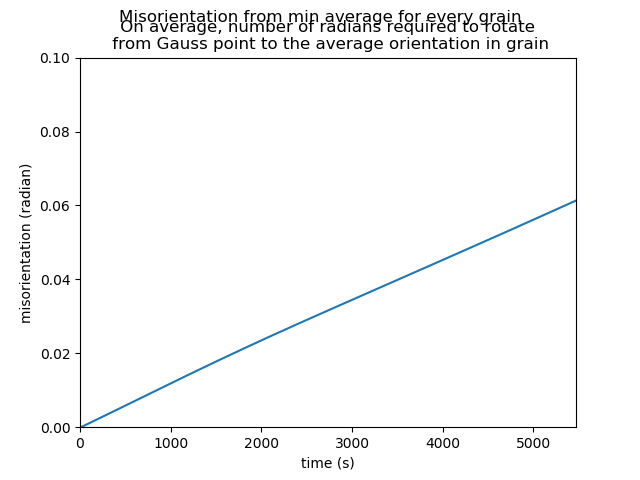 Misorientation from min average for every grain
On average, number of radians required to rotate
from Gauss point to the average orientation in grain
0.10
0.08
0.06
0.04
0.02
0.00
misorientation (radian)
0 1000 2000 3000 4000 5000
time (s)